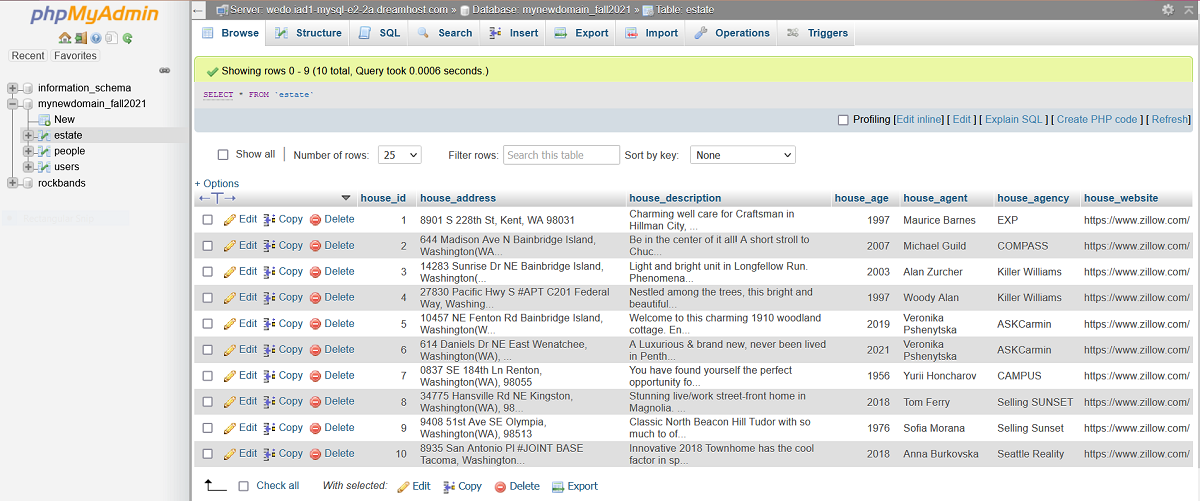 phpMyAdmin
Recent Favorites
information_schema
mynewdomain_fall2021
New
estate
people
users
rockbands
Server: wedo.iad1-mysql-e2-2a.dreamhost.com » Database: mynewdomain_fall2021 » Table: estate
Browse Structure SQL Search Insert Export Import Operations Triggers
Showing rows 0 - 9 (10 total, Query took 0.0006 seconds.)
SELECT * FROM `estate`
Profiling [Edit inline] [ Edit ] [ Explain SQL ] [ Create PHP code ] [ Refresh]
Show all Number of rows: 25 Filter rows: Search this table Sort by key: None
+ Options
←T→ house_id house_address house_description house_age house_agent house_agency house_website
Edit Copy Delete 1 8901 S 228th St, Kent, WA 98031 Charming well care for Craftsman in 1997 Maurice Barnes EXP https://www.zillow.com/
Hillman City, ...
Edit Copy Delete 2 644 Madison Ave N Bainbridge Island, Be in the center of it all! A short stroll to 2007 Michael Guild COMPASS https://www.zillow.com/
Washington(WA... Chuc...
Edit Copy Delete 3 14283 Sunrise Dr NE Bainbridge Island, Light and bright unit in Longfellow Run. 2003 Alan Zurcher Killer Williams https://www.zillow.com/
Washington(... Phenomena...
Edit Copy Delete 4 27830 Pacific Hwy S #APT C201 Federal Nestled among the trees, this bright and 1997 Woody Alan Killer Williams https://www.zillow.com/
Way, Washing... beautiful...
Edit Copy Delete 5 10457 NE Fenton Rd Bainbridge Island, Welcome to this charming 1910 woodland 2019 Veronika ASKCarmin https://www.zillow.com/
Washington(W... cottage. En... Pshenytska
Edit Copy Delete 6 614 Daniels Dr NE East Wenatchee, A Luxurious & brand new, never been lived 2021 Veronika ASKCarmin https://www.zillow.com/
Washington(WA), ... in Penth... Pshenytska
Edit Copy Delete 7 0837 SE 184th Ln Renton, You have found yourself the perfect 1956 Yurii Honcharov CAMPUS https://www.zillow.com/
Washington(WA), 98055 opportunity fo...
Edit Copy Delete 8 34775 Hansville Rd NE Kingston, Stunning live/work street-front home in 2018 Tom Ferry Selling SUNSET https://www.zillow.com/
Washington(WA), 98... Magnolia. ...
Edit Copy Delete 9 9408 51st Ave SE Olympia, Classic North Beacon Hill Tudor with so 1976 Sofia Morana Selling Sunset https://www.zillow.com/
Washington(WA), 98513 much to of...
Edit Copy Delete 10 8935 San Antonio Pl #JOINT BASE Innovative 2018 Townhome has the cool 2018 Anna Burkovska Seattle Reality https://www.zillow.com/
Tacoma, Washington... factor in sp...
Check all With selected: Edit Copy Delete Export